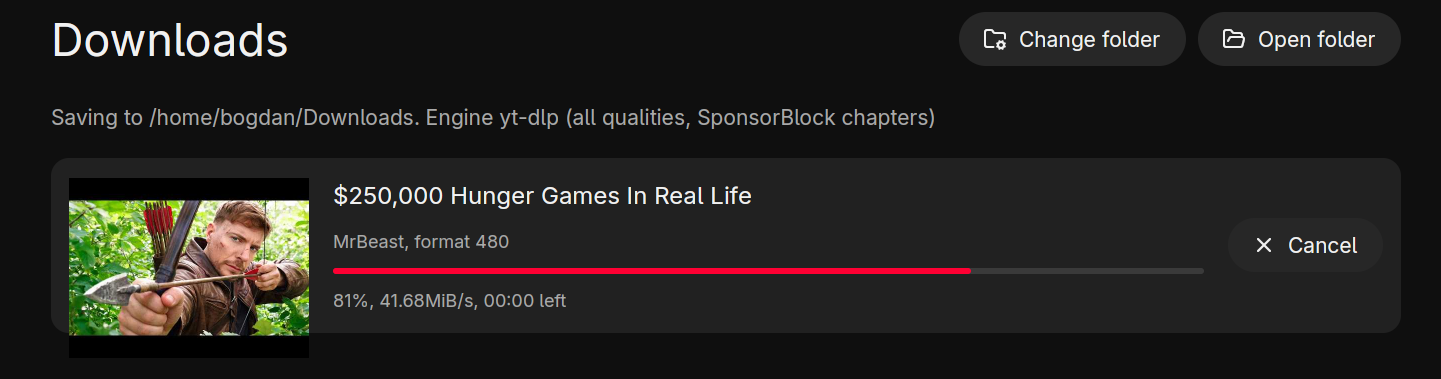 Downloads
Change folder
Open folder
Saving to /home/bogdan/Downloads. Engine yt-dlp (all qualities, SponsorBlock chapters)
$250,000 Hunger Games In Real Life
MrBeast, format 480
Cancel
81%, 41.68MiB/s, 00:00 left